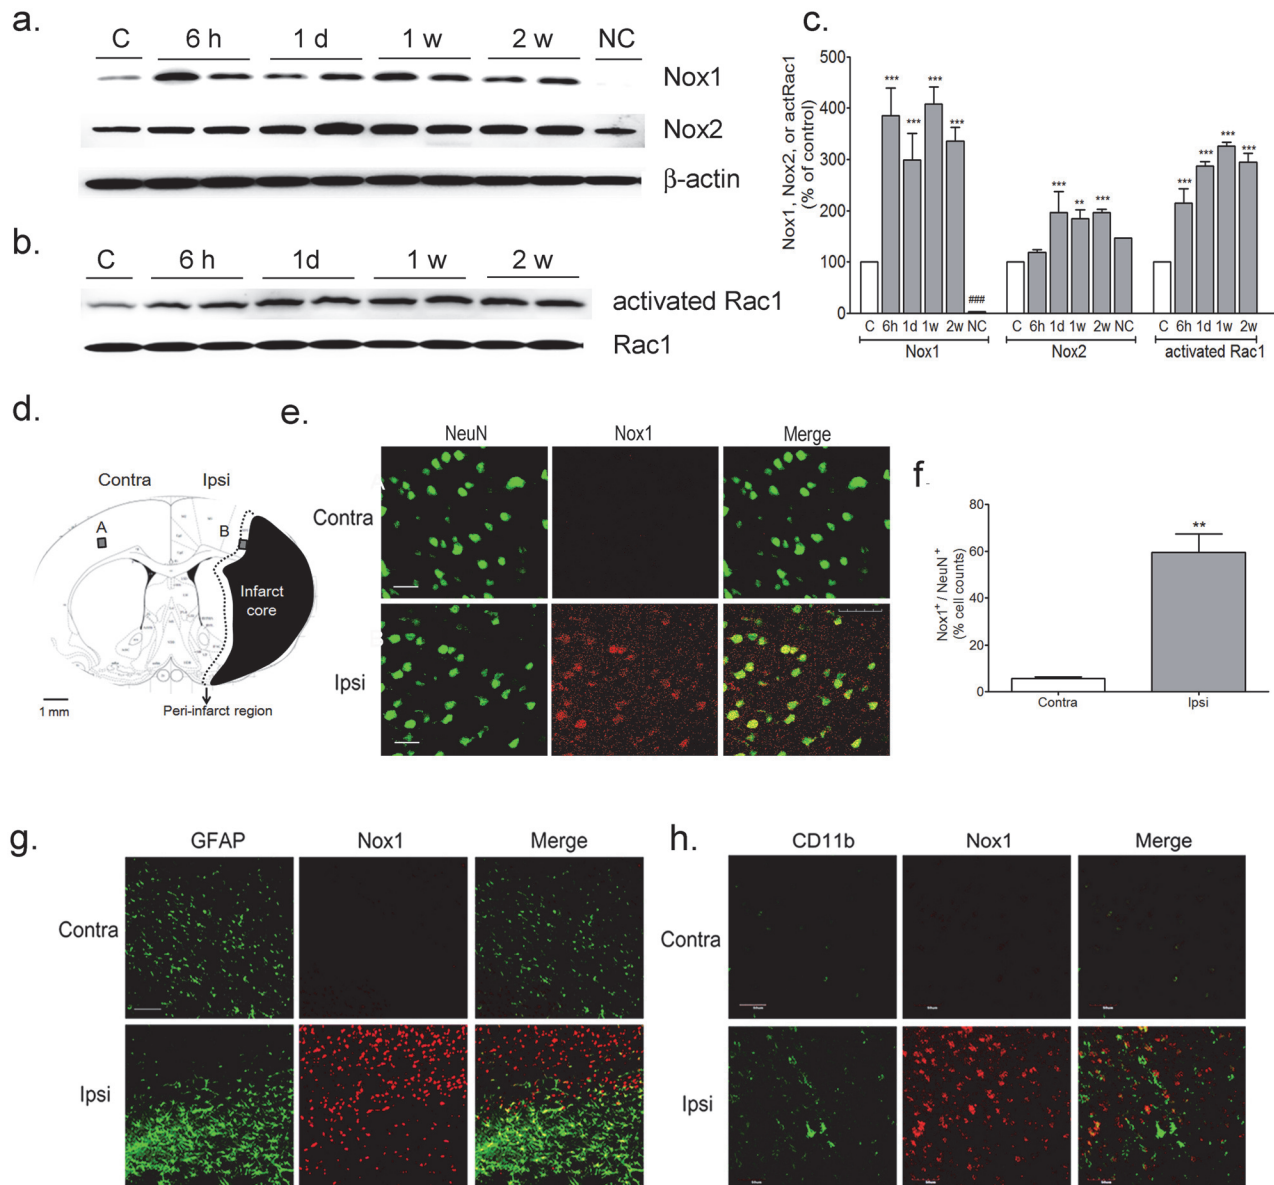 a.
C 6 h 1 d 1 w 2 w NC
Nox1
Nox2
β-actin
b.
C 6 h 1d 1 w 2 w
activated Rac1
Rac1
c.
Nox1, Nox2, or actRac1
(% of control)
500
400
300
200
100
0
*** *** *** *** ###
*** ** ***
*** *** *** ***
C 6h 1d 1w 2w NC
C 6h 1d 1w 2w NC
C 6h 1d 1w 2w
Nox1
Nox2
activated Rac1
d.
Contra Ipsi
A
B
Infarct
core
1 mm
Peri-infarct region
e.
NeuN Nox1 Merge
Contra
Ipsi
B
f.
Nox1+ / NeuN+
(% cell counts)
80
60
40
20
0
**
Contra
Ipsi
g.
GFAP Nox1 Merge
Contra
Ipsi
h.
CD11b Nox1 Merge
Contra
Ipsi